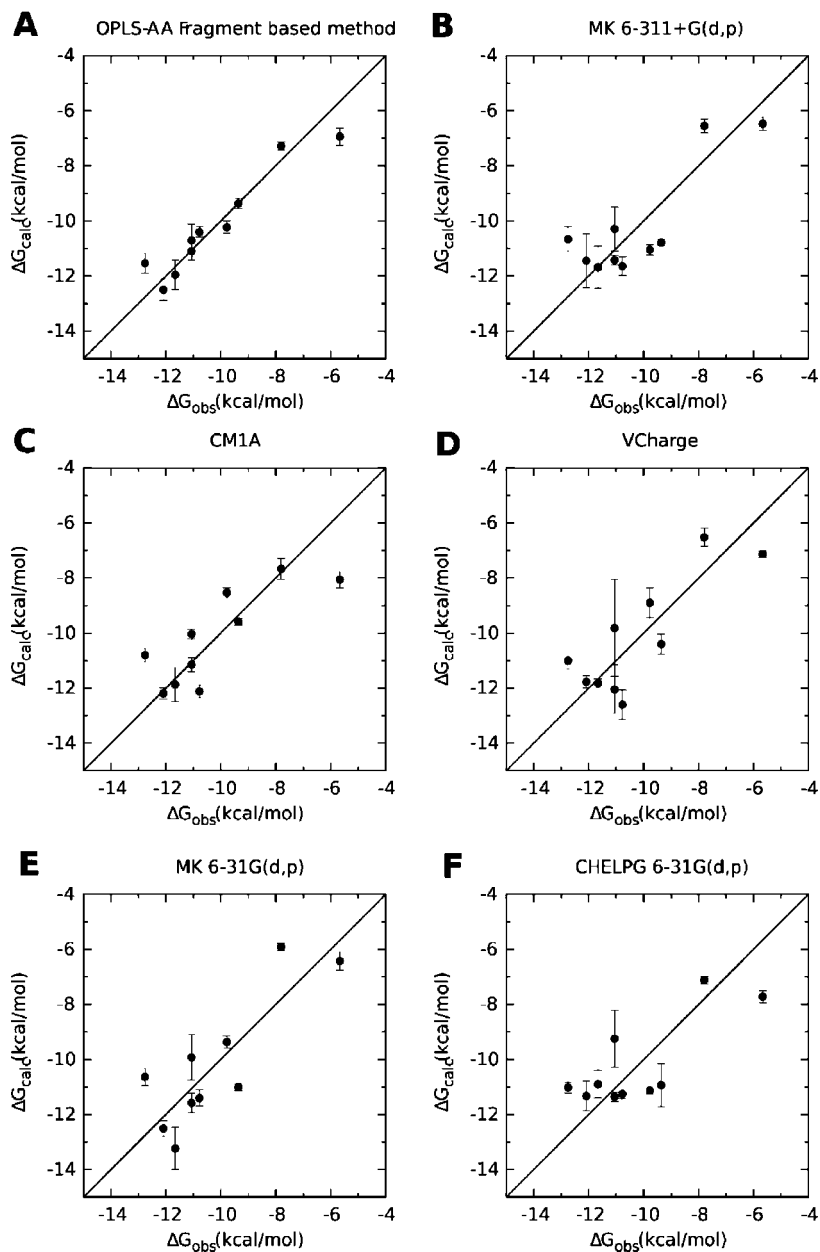 A
OPLS-AA Fragment based method
-4
-6
-8
-10
-12
-14
ΔGcalc(kcal/mol)
-14 -12 -10 -8 -6 -4
ΔGobs(kcal/mol)
B
MK 6-311+G(d,p)
-4
-6
-8
-10
-12
-14
ΔGcalc(kcal/mol)
-14 -12 -10 -8 -6 -4
ΔGobs(kcal/mol)
C
CM1A
-4
-6
-8
-10
-12
-14
ΔGcalc(kcal/mol)
-14 -12 -10 -8 -6 -4
ΔGobs(kcal/mol)
D
VCharge
-4
-6
-8
-10
-12
-14
ΔGcalc(kcal/mol)
-14 -12 -10 -8 -6 -4
ΔGobs(kcal/mol)
E
MK 6-31G(d,p)
-4
-6
-8
-10
-12
-14
ΔGcalc(kcal/mol)
-14 -12 -10 -8 -6 -4
ΔGobs(kcal/mol)
F
CHELPG 6-31G(d,p)
-4
-6
-8
-10
-12
-14
ΔGcalc(kcal/mol)
-14 -12 -10 -8 -6 -4
ΔGobs(kcal/mol)